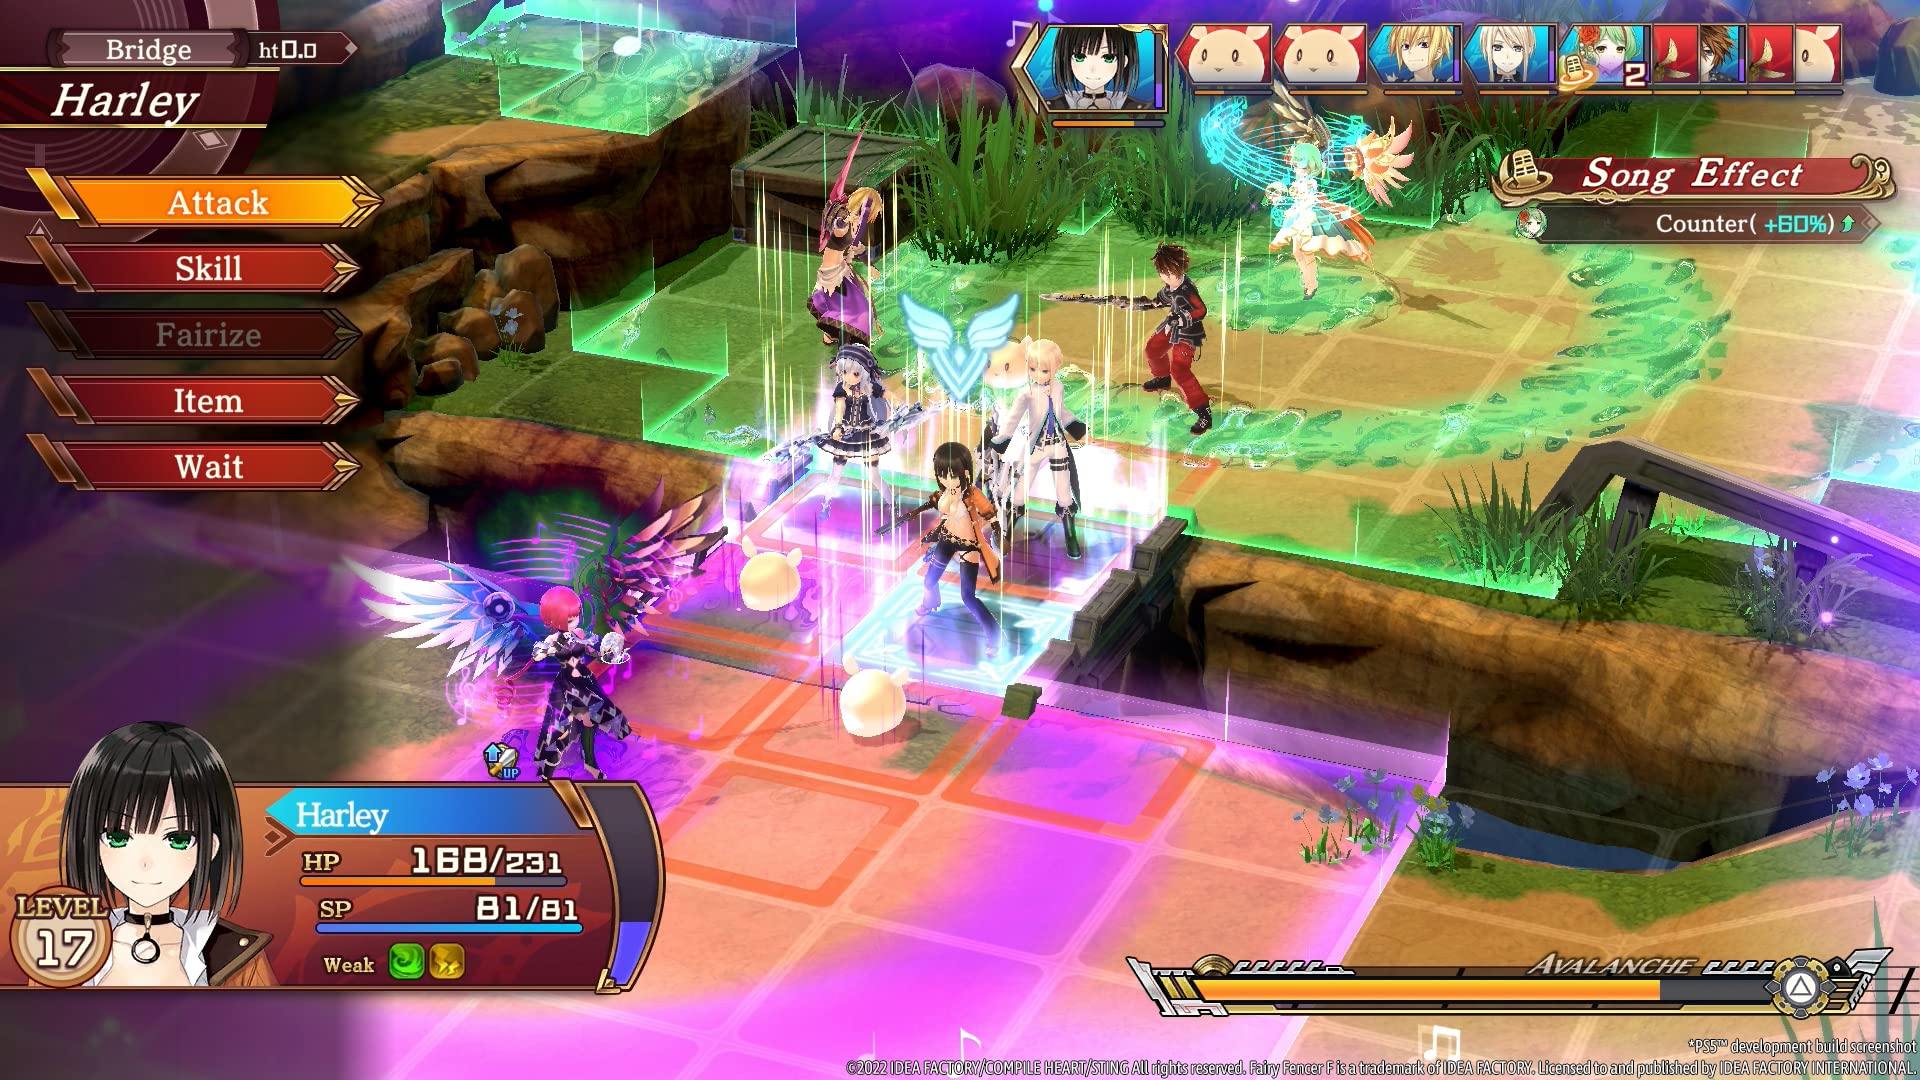 Bridge
ht0.0
Harley
Attack
Skill
Fairize
Item
Wait
2
Song Effect
Counter( +60%)
UP
Harley
HP 168/231
SP 81/81
Weak
LEVEL
17
AVALANCHE
*PS5™ development build screenshot
©2022 IDEA FACTORY/COMPILE HEART/STING All rights reserved. Fairy Fencer F is a trademark of IDEA FACTORY. Licensed to and published by IDEA FACTORY INTERNATIONAL.